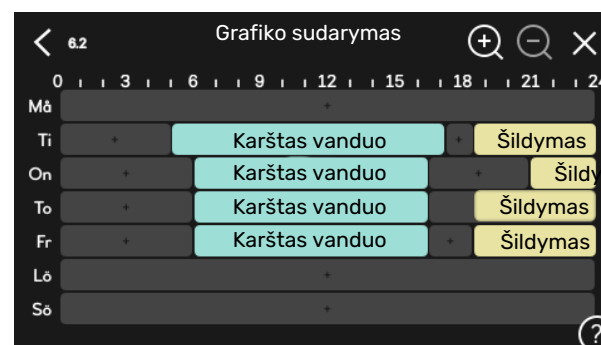 6.2 Grafiko sudarymas
0 3 6 9 12 15 18 21 24
Må
Ti Karštas vanduo Šildymas
On Karštas vanduo Šildy
To Karštas vanduo Šildymas
Fr Karštas vanduo Šildymas
Lö
Sö
?